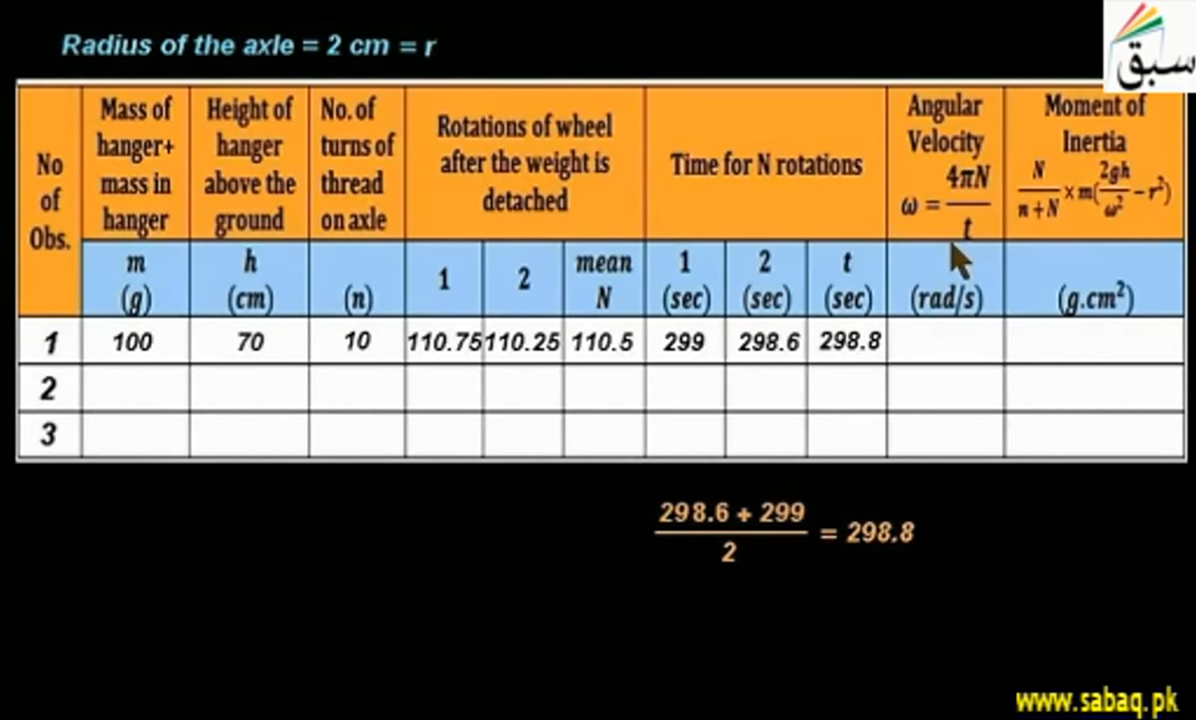 سبق
Radius of the axle = 2 cm = r
No of Obs.
Mass of hanger+ mass in hanger
Height of hanger above the ground
No. of turns of thread on axle
Rotations of wheel after the weight is detached
Time for N rotations
Angular Velocity ω = 4πN / t
Moment of Inertia N / n + N × m(2gh / ω² − r²)
m (g)
h (cm)
(n)
1
2
mean N
1 (sec)
2 (sec)
t (sec)
(rad/s)
(g.cm²)
1 100 70 10 110.75 110.25 110.5 299 298.6 298.8
2
3
298.6 + 299 / 2 = 298.8
www.sabaq.pk